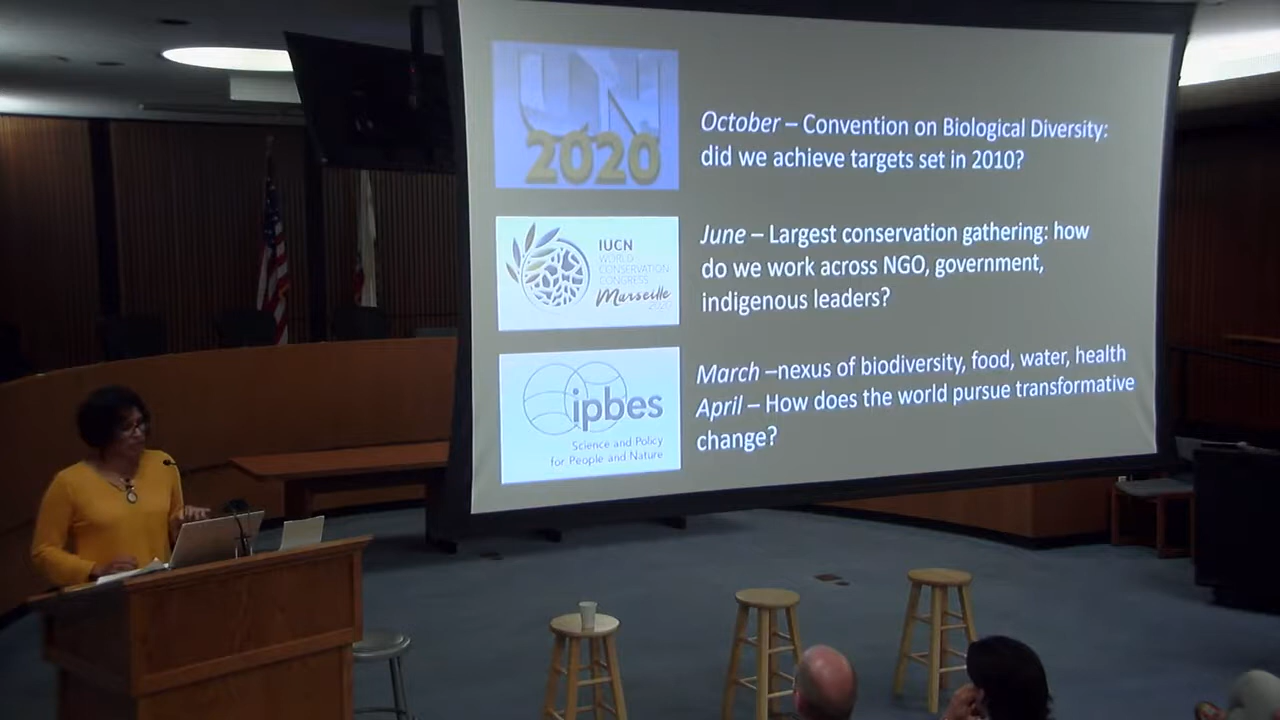 UN
2020
October – Convention on Biological Diversity:
did we achieve targets set in 2010?
IUCN
WORLD
CONSERVATION
CONGRESS
Marseille
2020
June – Largest conservation gathering: how
do we work across NGO, government,
indigenous leaders?
ipbes
Science and Policy
for People and Nature
March –nexus of biodiversity, food, water, health
April – How does the world pursue transformative
change?